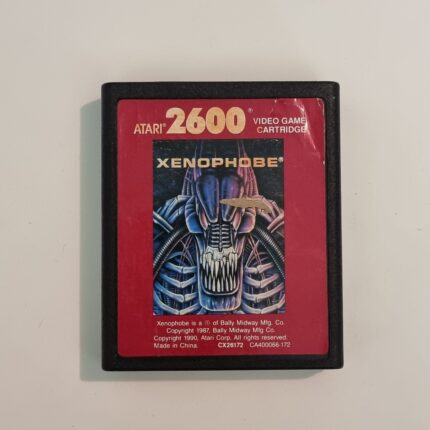 ATARI® 2600® VIDEO GAME
CARTRIDGE
XENOPHOBE®
Xenophobe is a ® of Bally Midway Mfg. Co.
Copyright 1987, Bally Midway Mfg. Co.
Copyright 1990, Atari Corp. All rights reserved.
Made in China. CX26172 CA400066-172